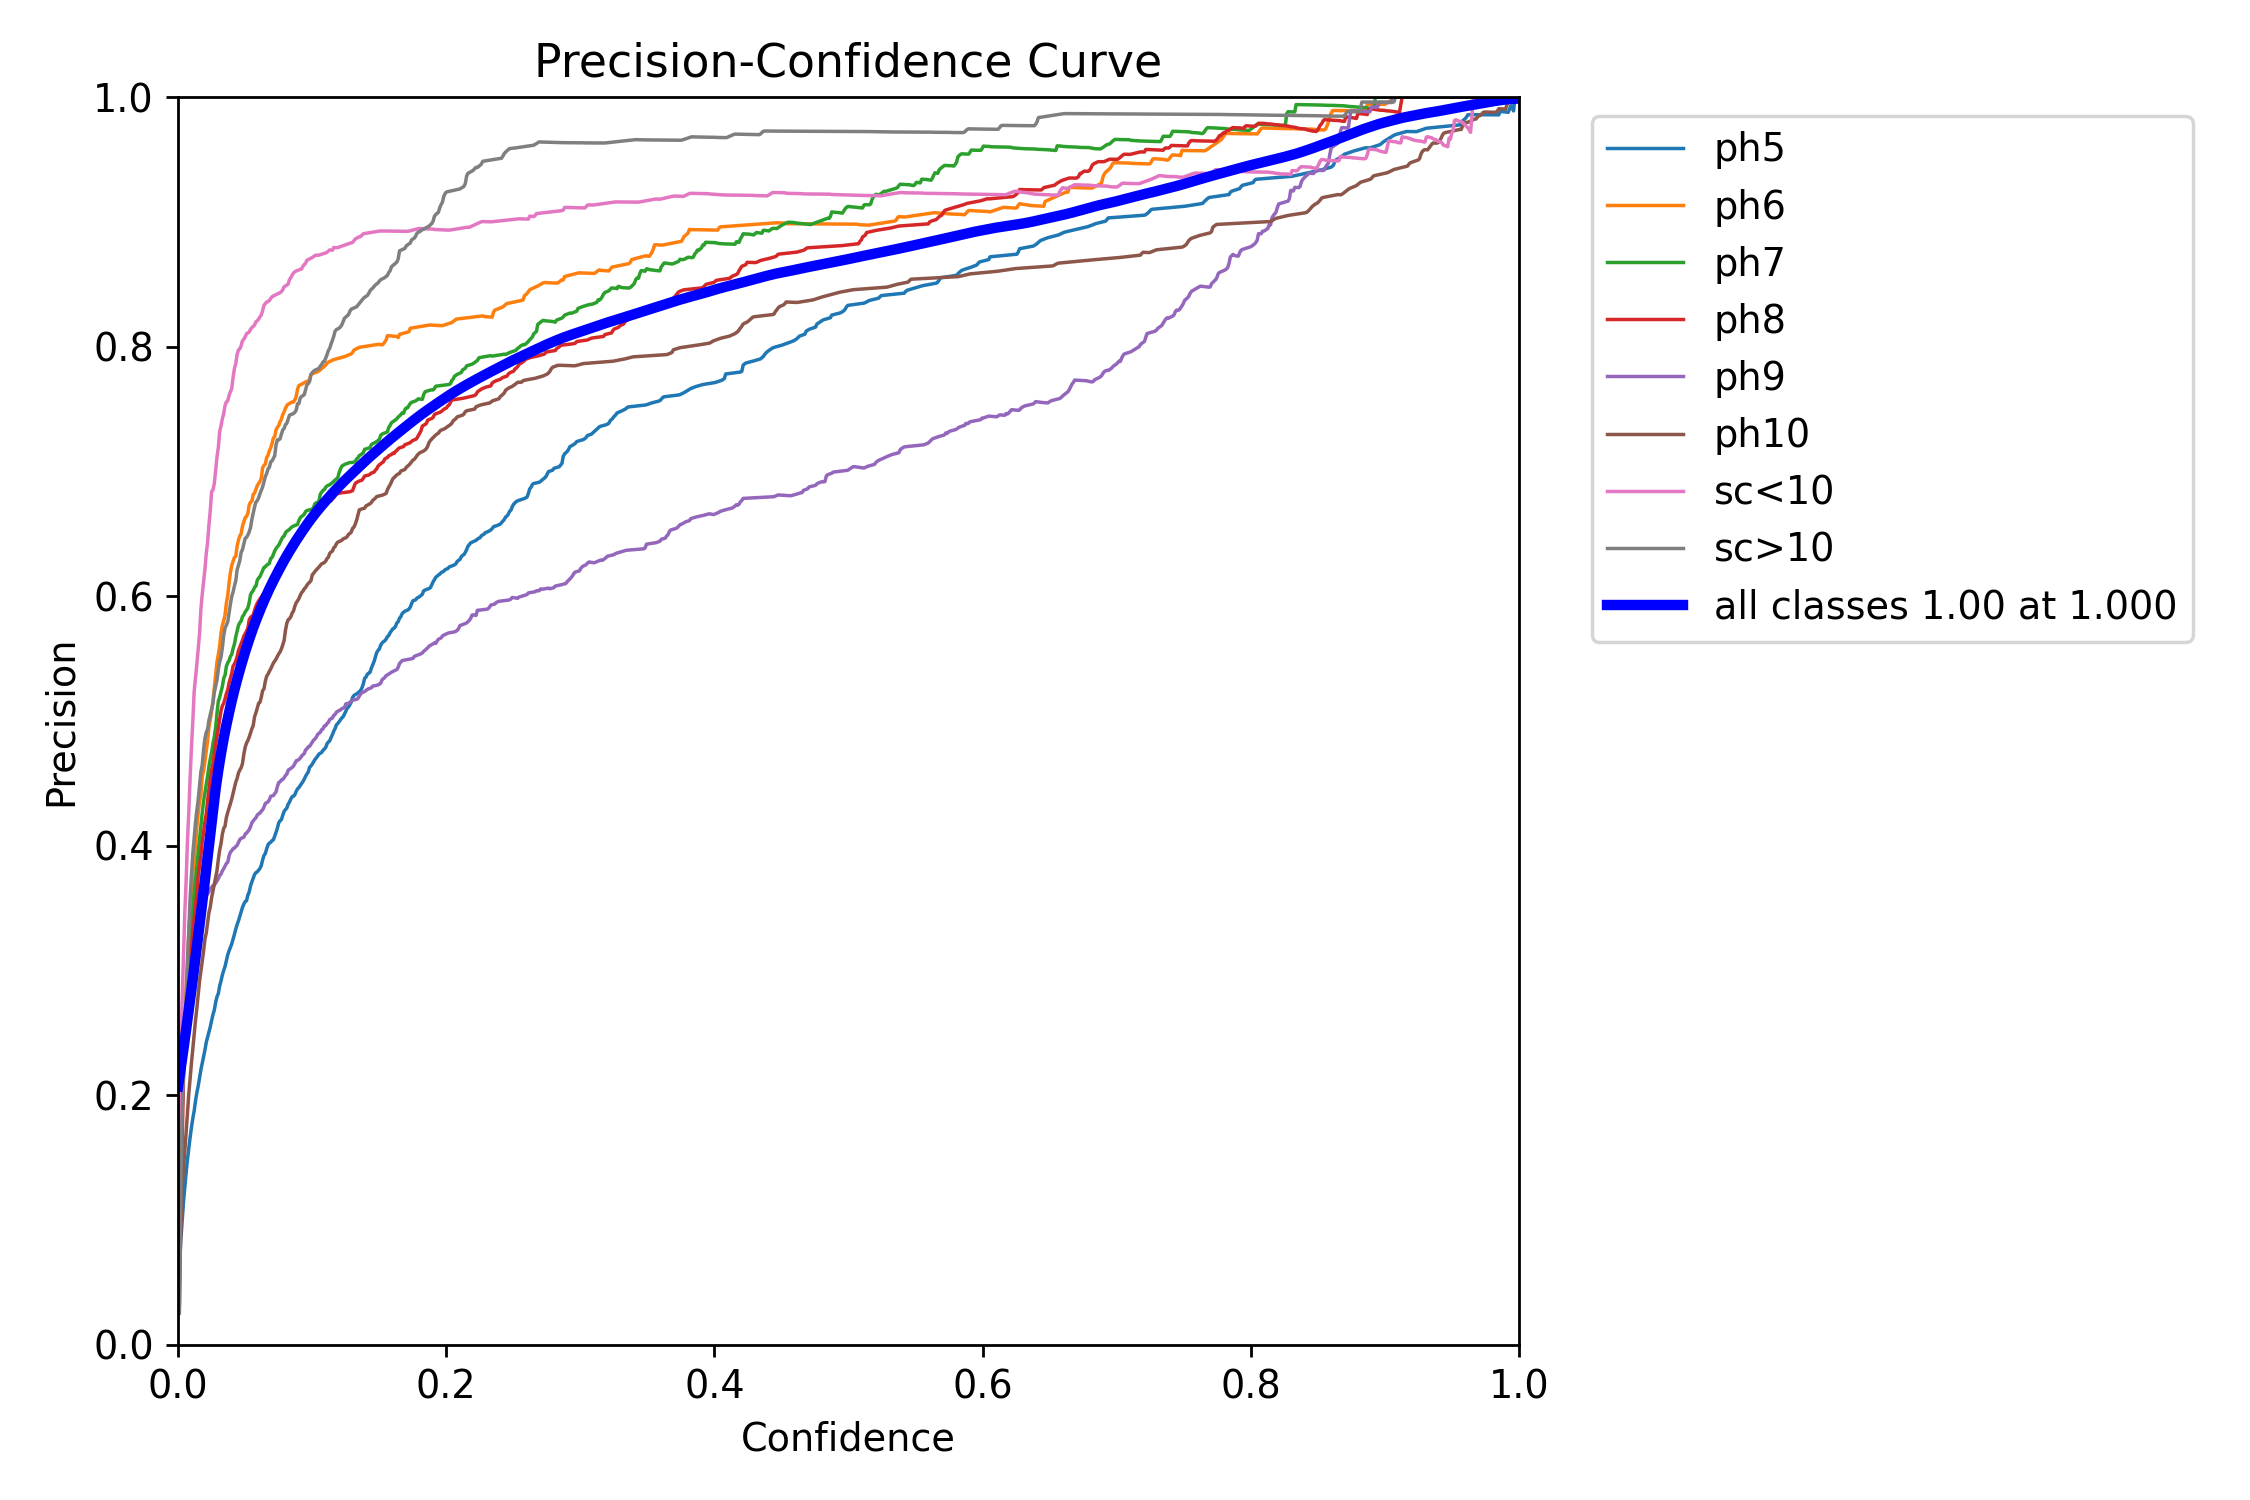 Precision-Confidence Curve
1.0
0.8
0.6
0.4
0.2
0.0
Precision
0.0 0.2 0.4 0.6 0.8 1.0
Confidence
ph5
ph6
ph7
ph8
ph9
ph10
sc<10
sc>10
all classes 1.00 at 1.000